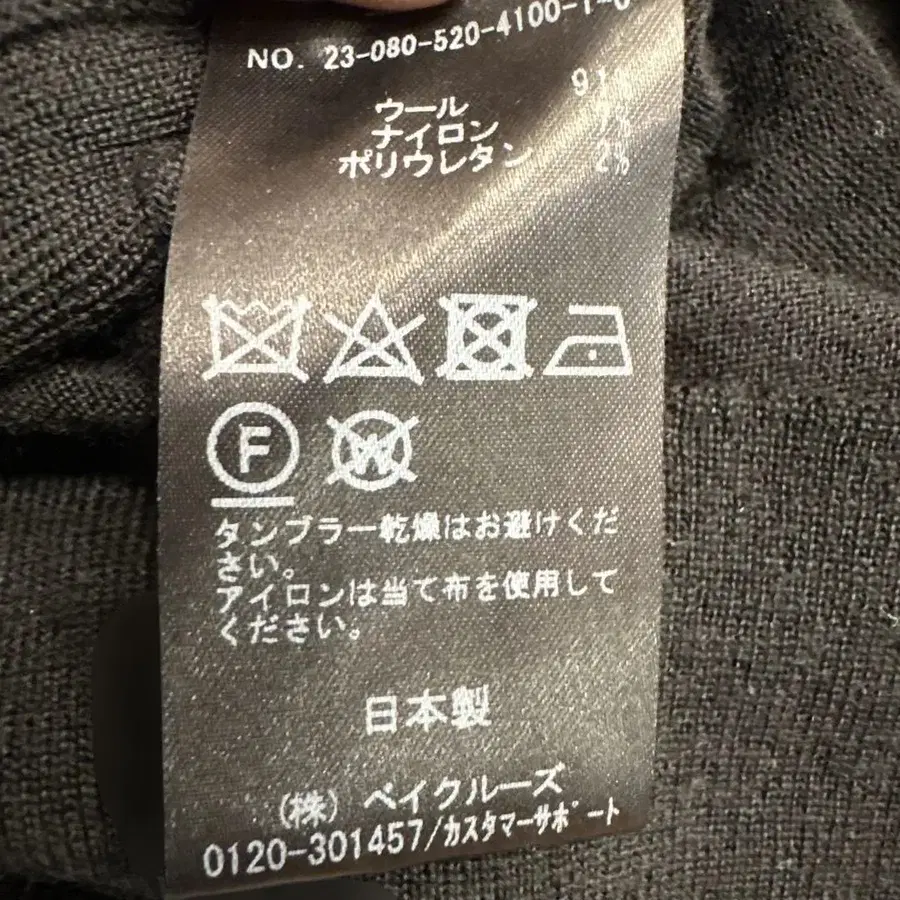 NO. 23-080-520-4100-1-0
ウール 91%
ナイロン 7%
ポリウレタン 2%
F
W
タンブラー乾燥はお避けくだ
さい。
アイロンは当て布を使用して
ください。
日本製
(株) ベイクルーズ
0120-301457/カスタマーサポート